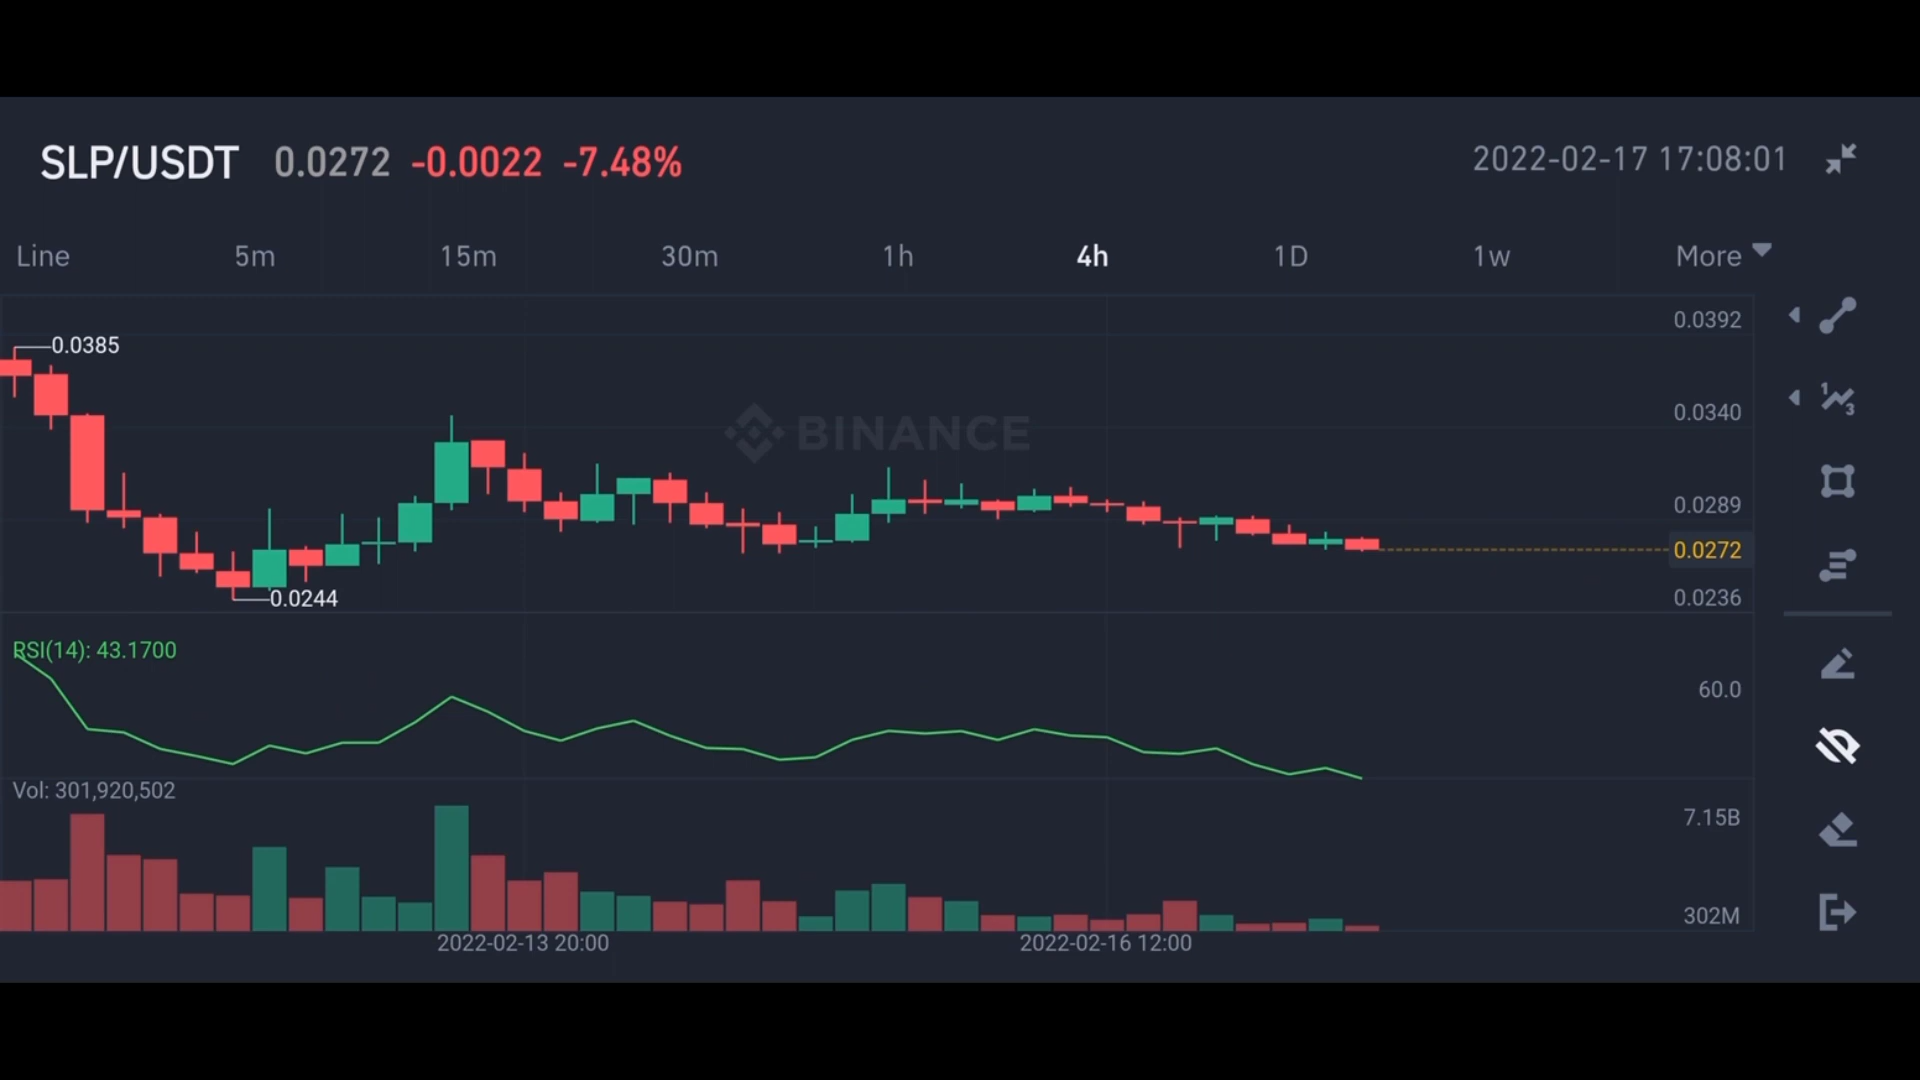 SLP/USDT 0.0272 -0.0022 -7.48% 2022-02-17 17:08:01
Line 5m 15m 30m 1h 4h 1D 1w More
0.0392
0.0385
0.0340
BINANCE
0.0289
0.0272
0.0244
0.0236
RSI(14): 43.1700
60.0
Vol: 301,920,502
7.15B
302M
2022-02-13 20:00 2022-02-16 12:00